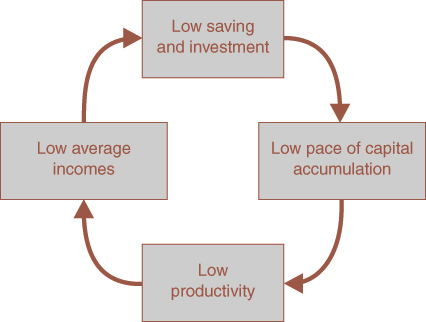 Low saving
and investment
Low pace of capital
accumulation
Low
productivity
Low average
incomes